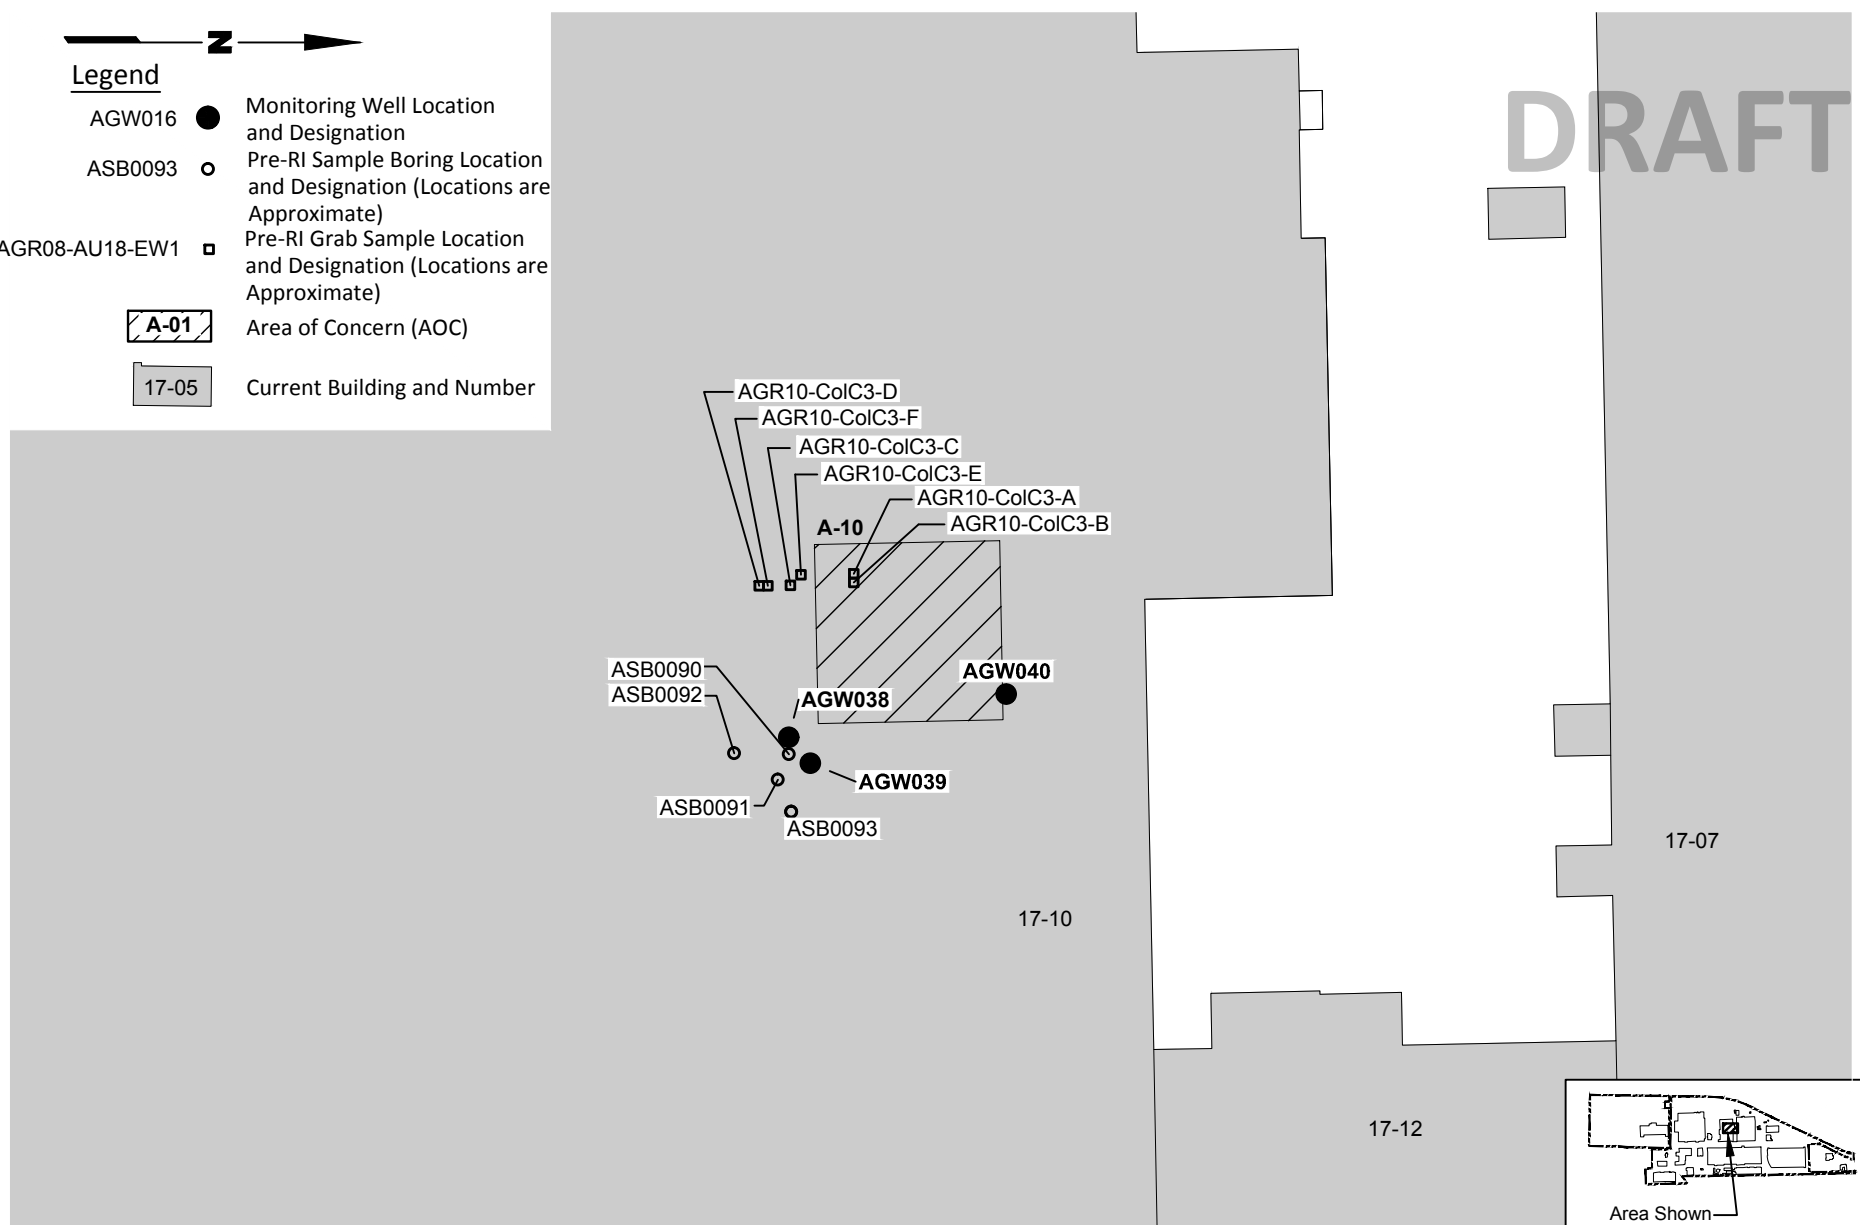 N
Legend
AGW016
Monitoring Well Location
and Designation
ASB0093
Pre-RI Sample Boring Location
and Designation (Locations are
Approximate)
AGR08-AU18-EW1
Pre-RI Grab Sample Location
and Designation (Locations are
Approximate)
A-01
Area of Concern (AOC)
17-05
Current Building and Number
DRAFT
AGR10-ColC3-D
AGR10-ColC3-F
AGR10-ColC3-C
AGR10-ColC3-E
AGR10-ColC3-A
AGR10-ColC3-B
A-10
ASB0090
ASB0092
AGW040
AGW038
AGW039
ASB0091
ASB0093
17-07
17-10
17-12
Area Shown